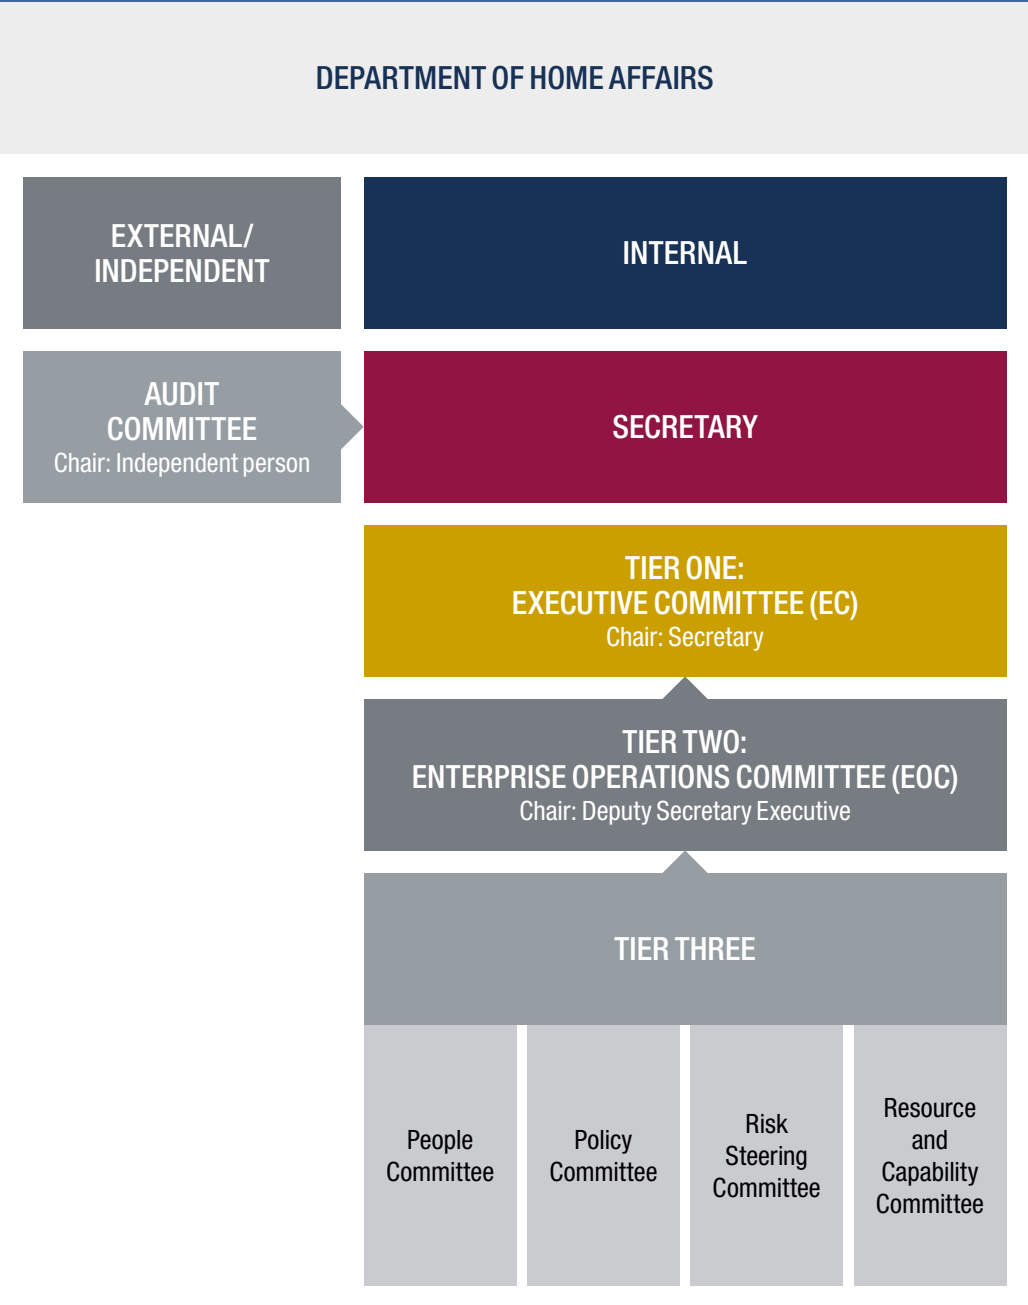 DEPARTMENT OF HOME AFFAIRS
EXTERNAL/
INDEPENDENT
INTERNAL
AUDIT
COMMITTEE
Chair: Independent person
SECRETARY
TIER ONE:
EXECUTIVE COMMITTEE (EC)
Chair: Secretary
TIER TWO:
ENTERPRISE OPERATIONS COMMITTEE (EOC)
Chair: Deputy Secretary Executive
TIER THREE
People
Committee
Policy
Committee
Risk
Steering
Committee
Resource
and
Capability
Committee